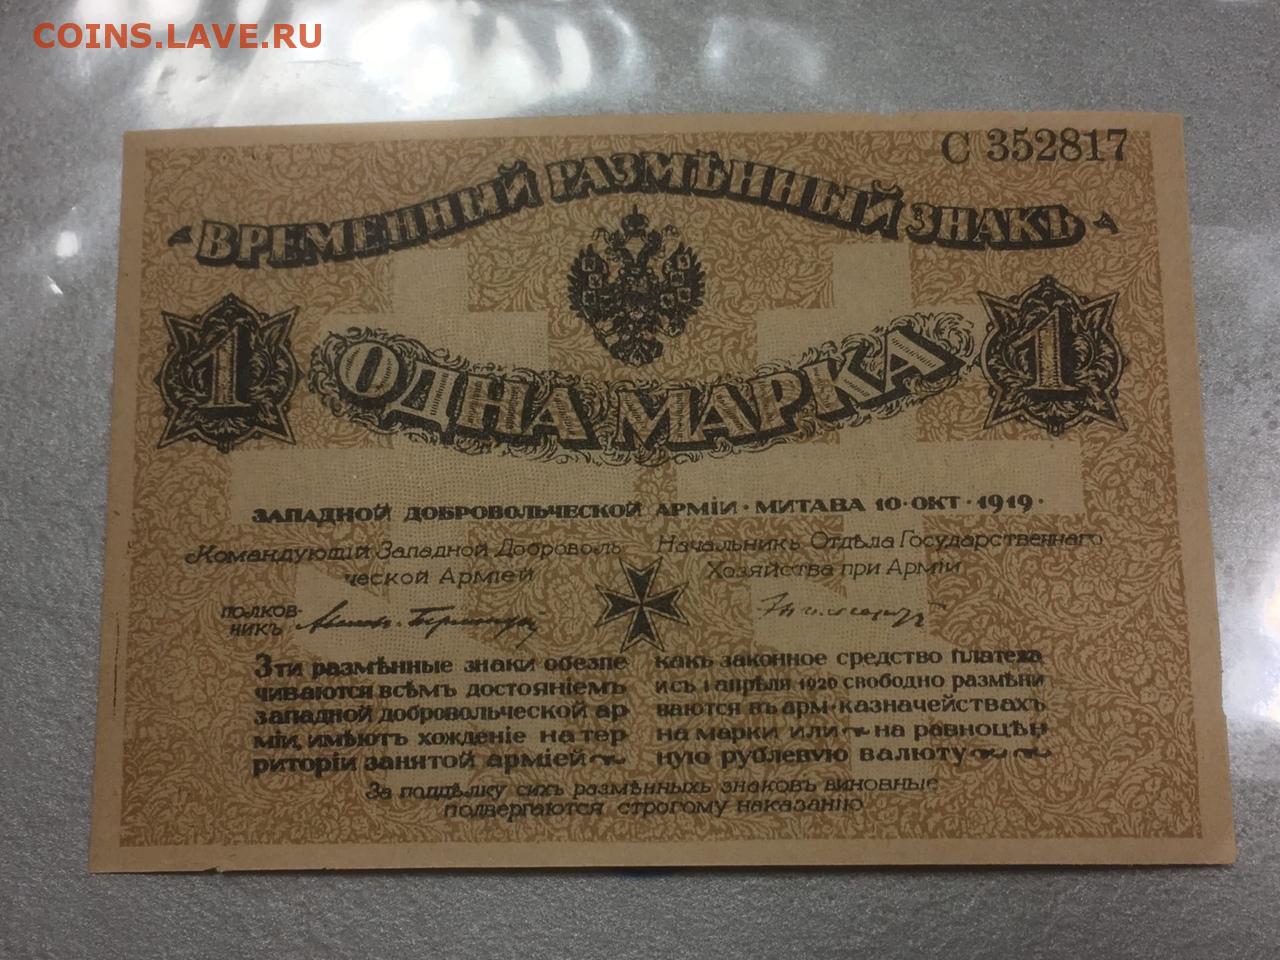 COINS.LAVE.RU
С 352817
ВРЕМЕННЫЙ РАЗМѢННЫЙ ЗНАКЪ
1 ОДНА МАРКА 1
ЗАПАДНОЙ ДОБРОВОЛЬЧЕСКОЙ АРМІИ · МИТАВА 10 · ОКТ · 1919 ·
Командующій Западной Доброволь
ческой Арміей
Начальникъ Отдѣла Государственнаго
Хозяйства при Арміи
полков-
никъ
Эти размѣнные знаки обезпе
чиваются всѣмъ достояніемъ
западной добровольческой ар
міи, имѣютъ хожденіе на тер
риторіи занятой арміей
какъ законное средство платежа
и съ 1 апрѣля 1920 свободно размѣни
ваются въ арм · казначействахъ
на марки или на равноцѣн
ную рублевую валюту
За поддѣлку сихъ размѣнныхъ знаковъ виновные
подвергаются строгому наказанію